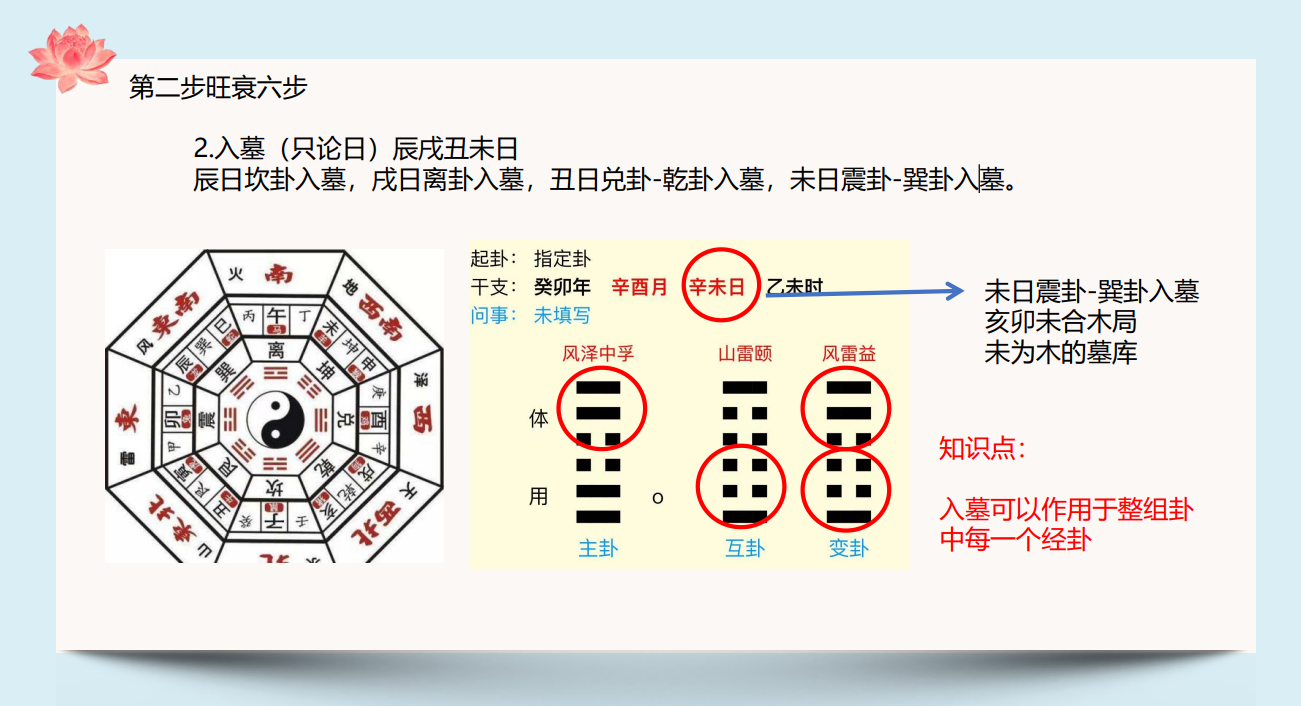 第二步旺衰六步
2.入墓（只论日）辰戌丑未日
辰日坎卦入墓，戌日离卦入墓，丑日兑卦-乾卦入墓，未日震卦-巽卦入墓。
火 南
地 西南
泽 西
天 西北
山 东北
雷 东
风 东南
丙 午 丁
未 坤 申
庚 酉 辛
戌 乾 亥
壬 子 癸
丑 艮 寅
甲 卯 乙
辰 巽 巳
离
坤
兑
乾
坎
艮
震
巽
起卦： 指定卦
干支： 癸卯年 辛酉月 辛未日 乙未时
问事： 未填写
风泽中孚 山雷颐 风雷益
体
用 o
主卦 互卦 变卦
未日震卦-巽卦入墓
亥卯未合木局
未为木的墓库
知识点：
入墓可以作用于整组卦
中每一个经卦